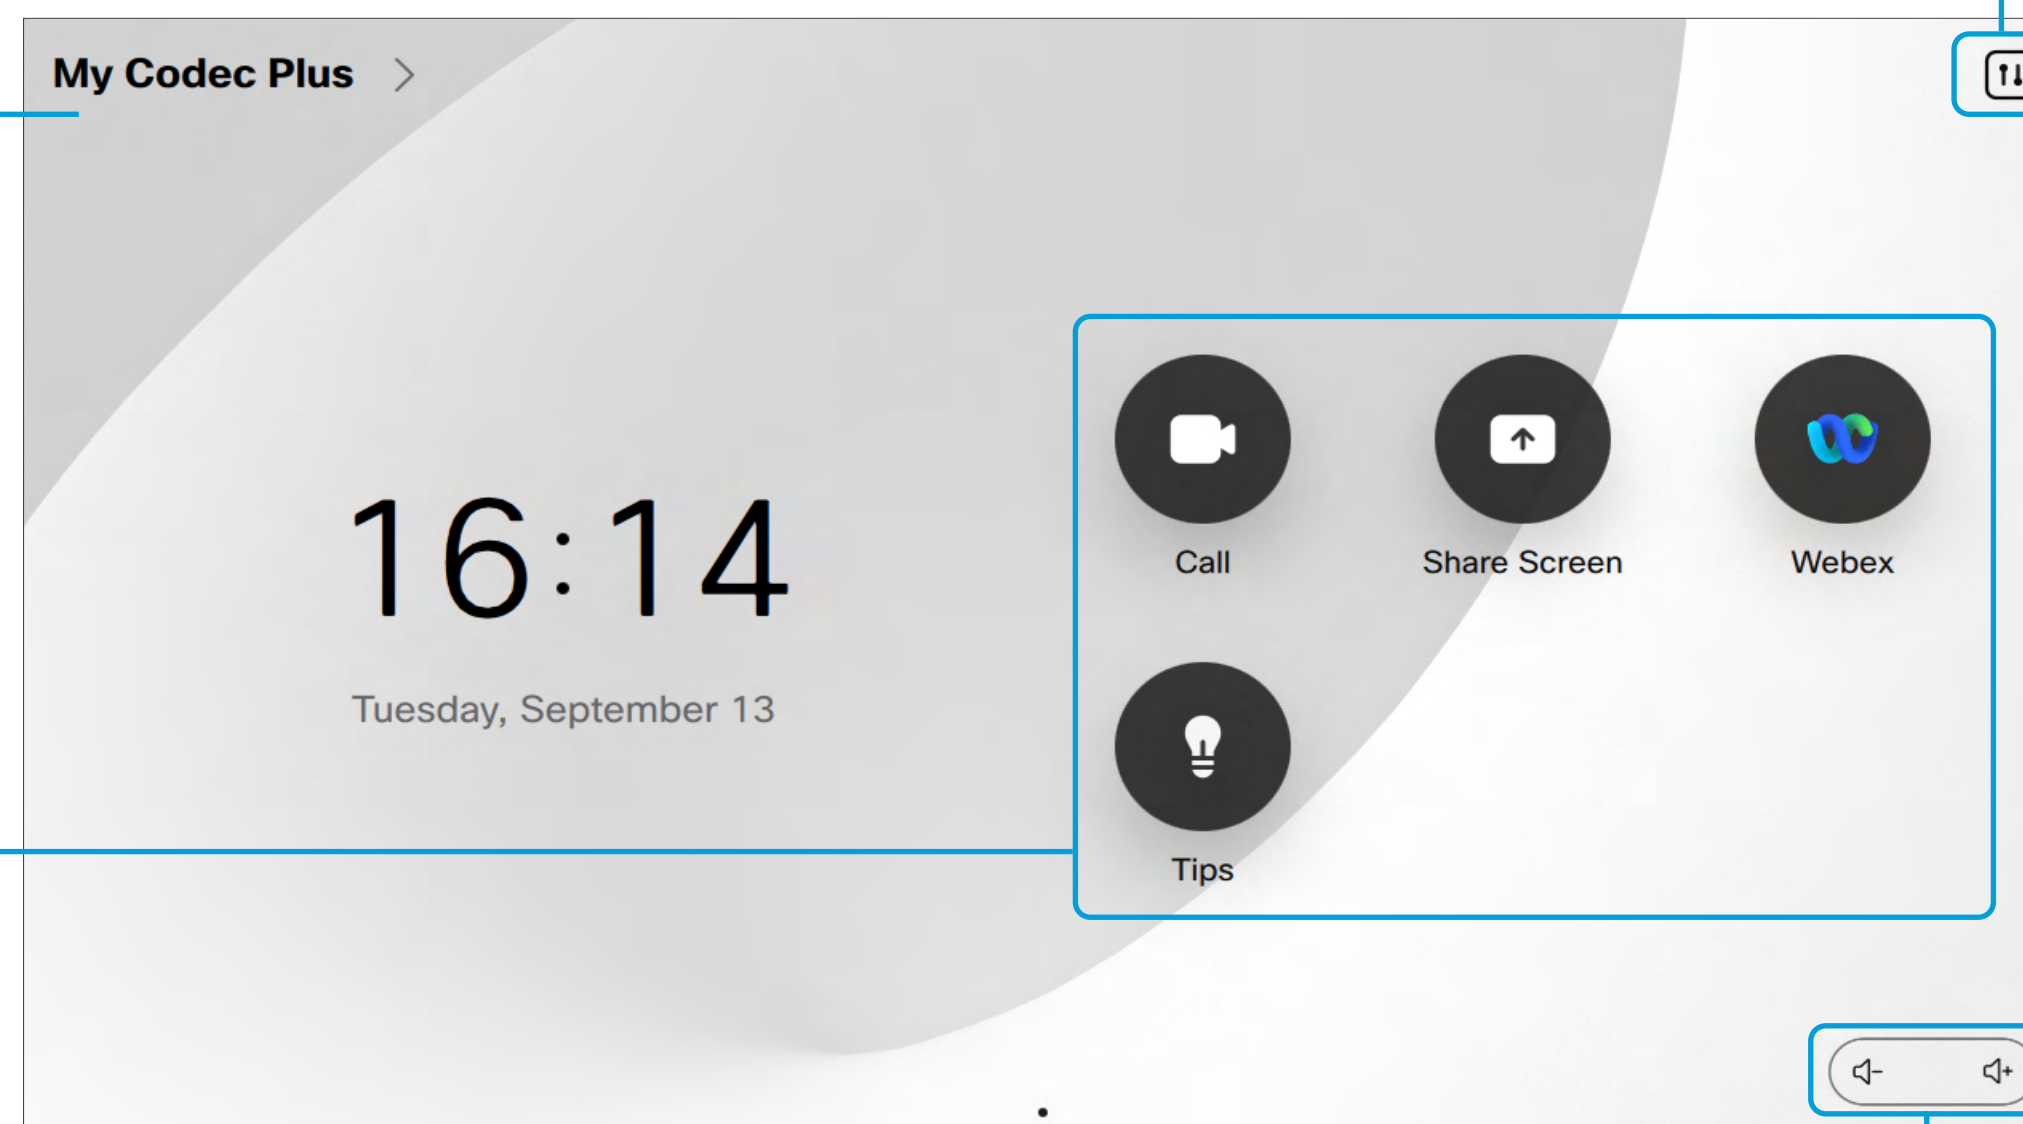 My Codec Plus
16:14
Tuesday, September 13
Call
Share Screen
Webex
Tips